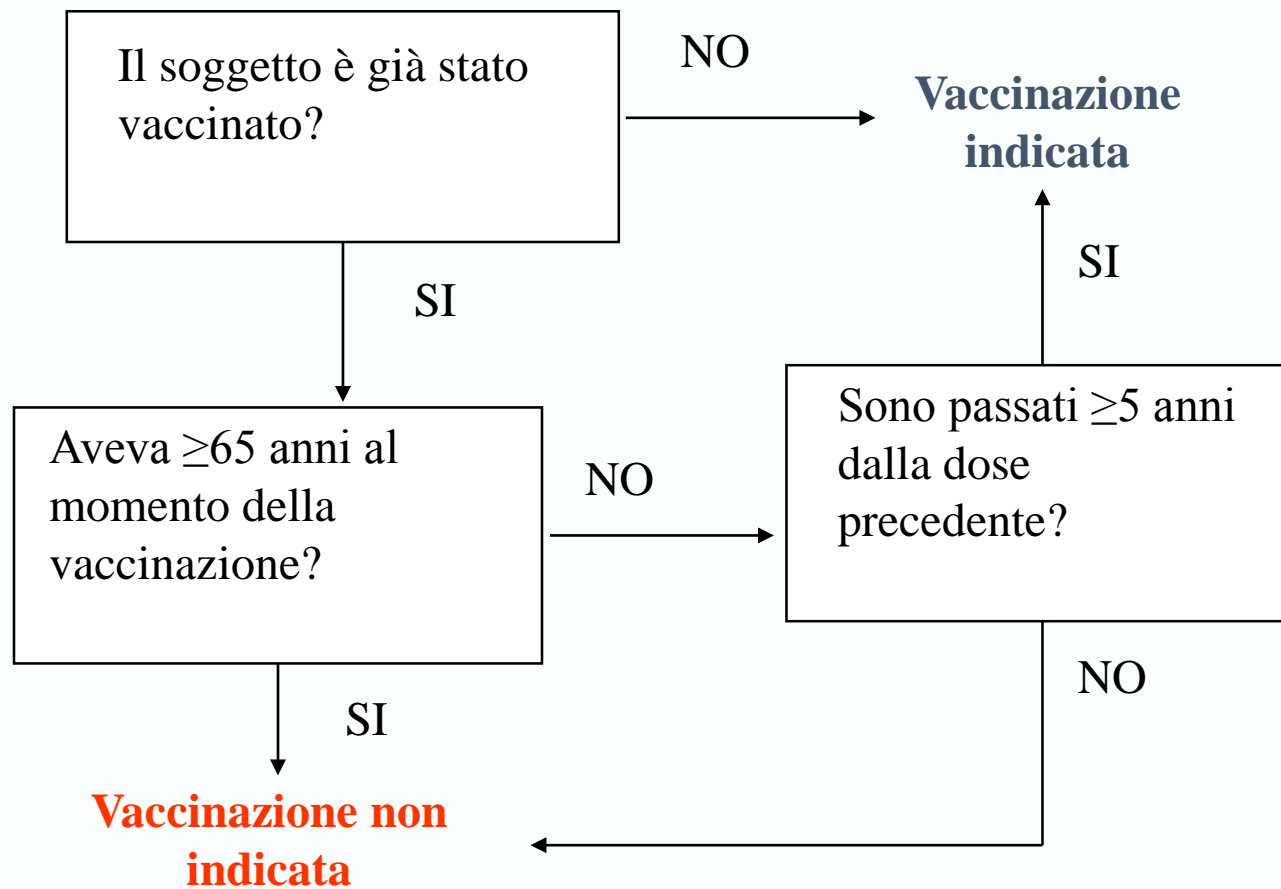 Il soggetto è già stato
vaccinato?
NO
Vaccinazione
indicata
SI
SI
Aveva ≥65 anni al
momento della
vaccinazione?
NO
Sono passati ≥5 anni
dalla dose
precedente?
SI
NO
Vaccinazione non
indicata